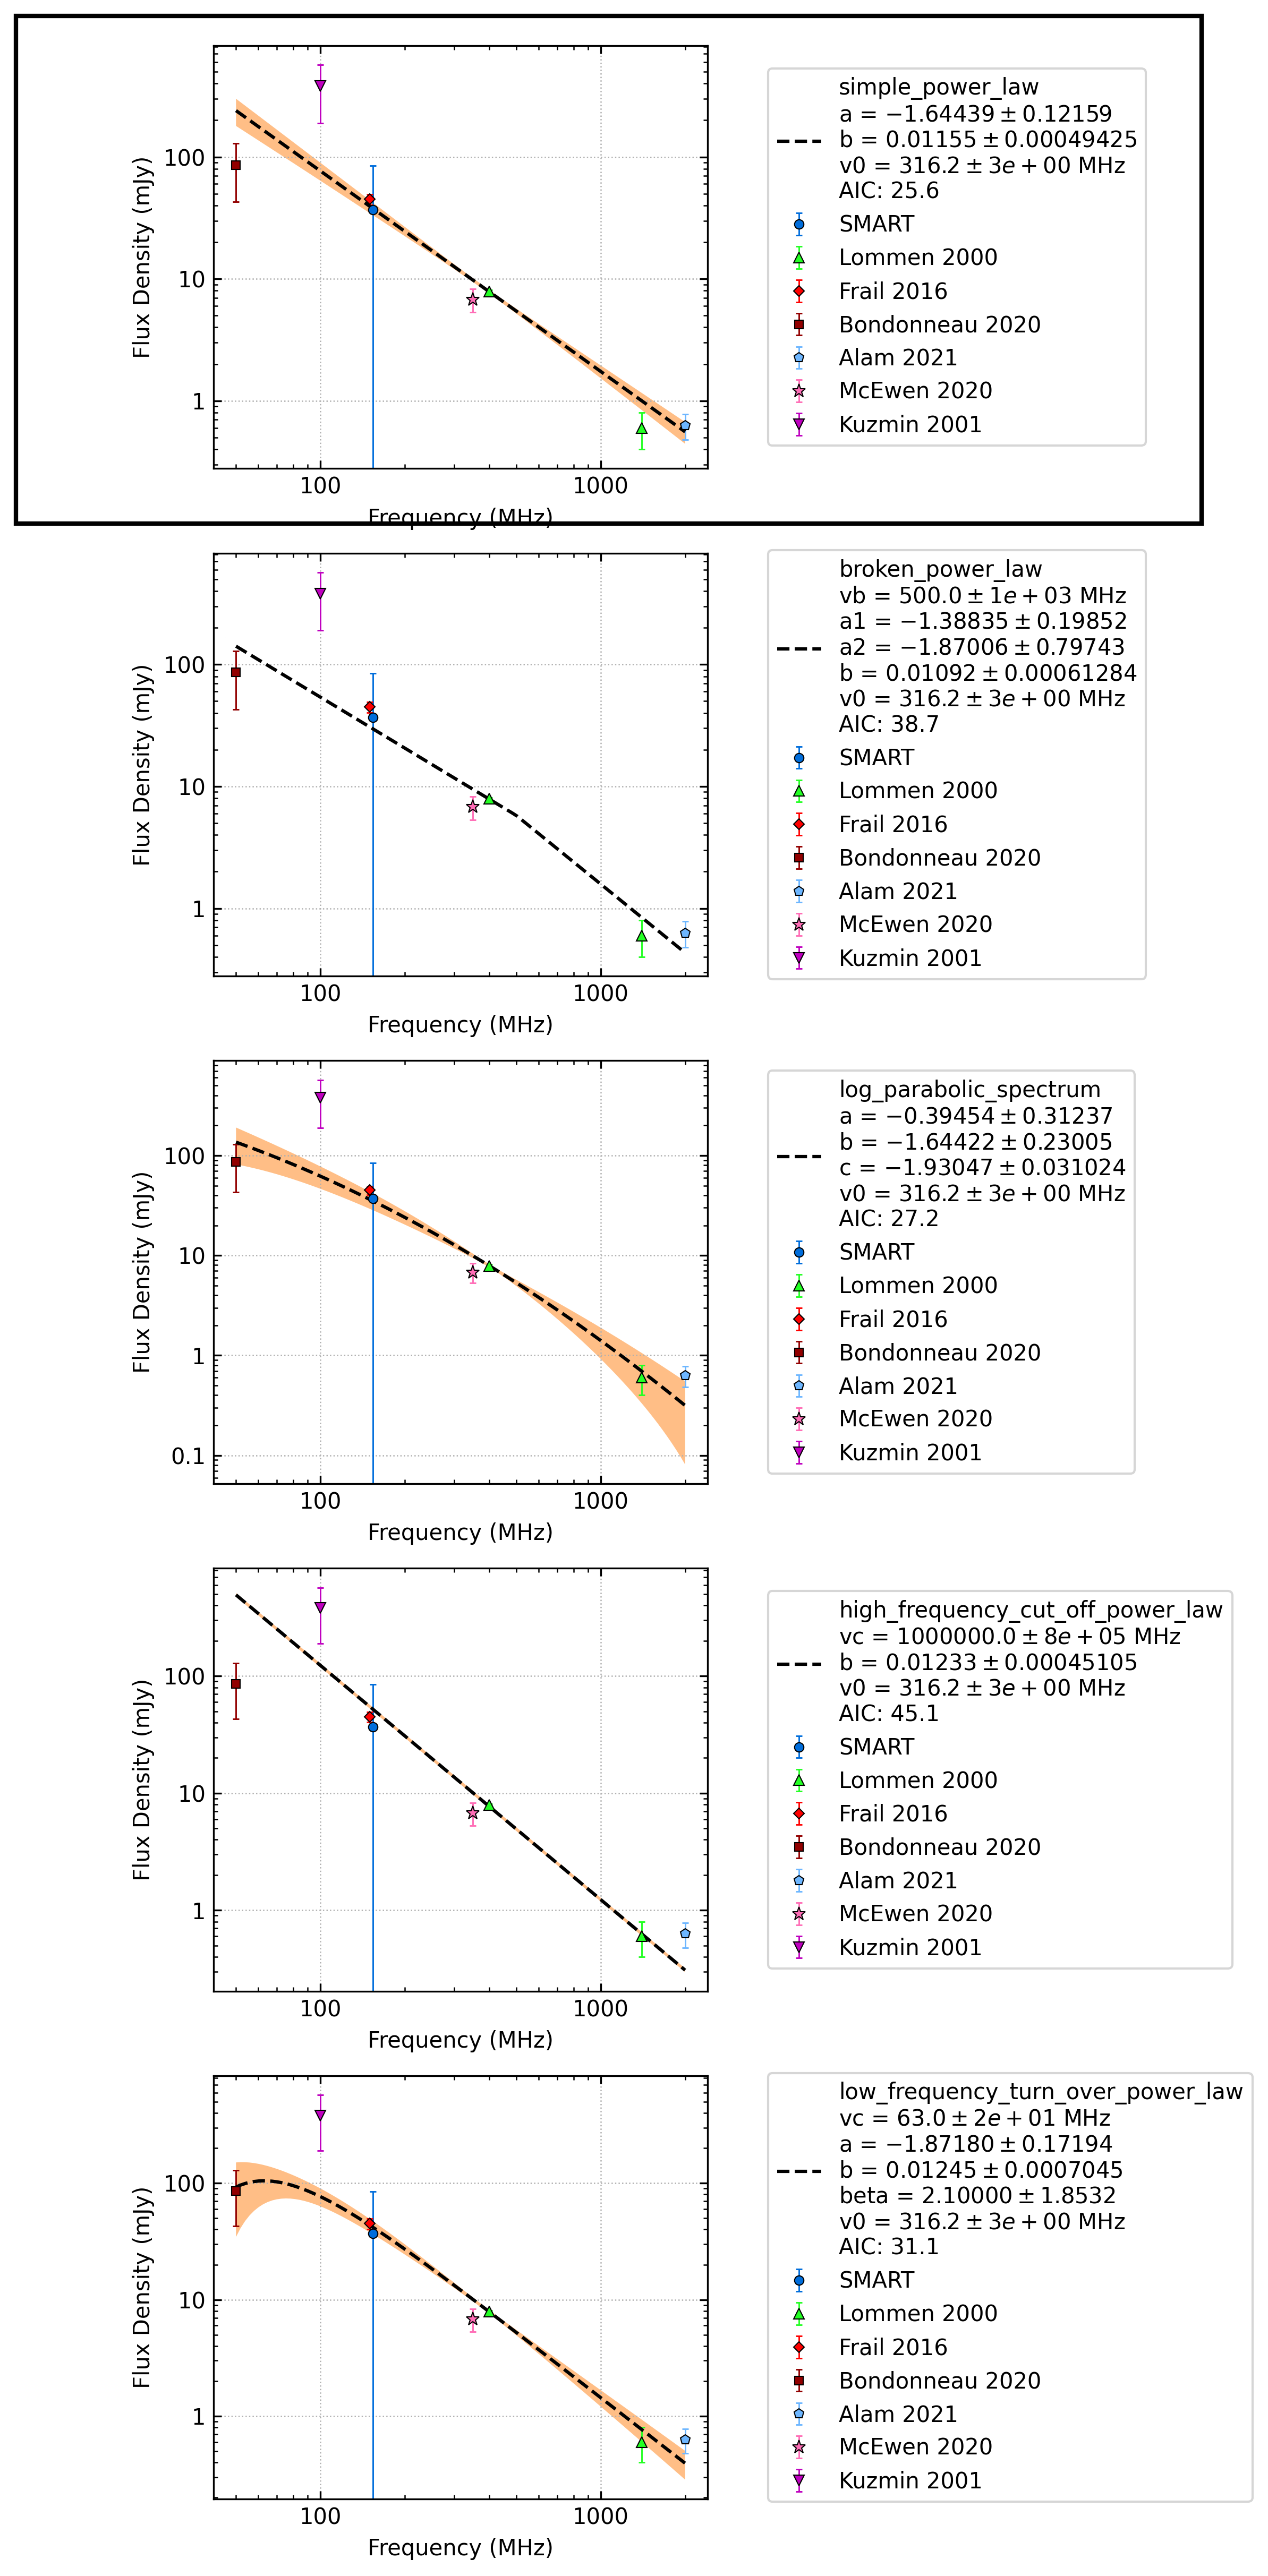 simple_power_law
a = −1.64439 ± 0.12159
b = 0.01155 ± 0.00049425
v0 = 316.2 ± 3e + 00 MHz
AIC: 25.6
SMART
Lommen 2000
Frail 2016
Bondonneau 2020
Alam 2021
McEwen 2020
Kuzmin 2001
Flux Density (mJy)
100
10
1
100
1000
Frequency (MHz)
broken_power_law
vb = 500.0 ± 1e + 03 MHz
a1 = −1.38835 ± 0.19852
a2 = −1.87006 ± 0.79743
b = 0.01092 ± 0.00061284
v0 = 316.2 ± 3e + 00 MHz
AIC: 38.7
SMART
Lommen 2000
Frail 2016
Bondonneau 2020
Alam 2021
McEwen 2020
Kuzmin 2001
Flux Density (mJy)
100
10
1
100
1000
Frequency (MHz)
log_parabolic_spectrum
a = −0.39454 ± 0.31237
b = −1.64422 ± 0.23005
c = −1.93047 ± 0.031024
v0 = 316.2 ± 3e + 00 MHz
AIC: 27.2
SMART
Lommen 2000
Frail 2016
Bondonneau 2020
Alam 2021
McEwen 2020
Kuzmin 2001
Flux Density (mJy)
100
10
1
0.1
100
1000
Frequency (MHz)
high_frequency_cut_off_power_law
vc = 1000000.0 ± 8e + 05 MHz
b = 0.01233 ± 0.00045105
v0 = 316.2 ± 3e + 00 MHz
AIC: 45.1
SMART
Lommen 2000
Frail 2016
Bondonneau 2020
Alam 2021
McEwen 2020
Kuzmin 2001
Flux Density (mJy)
100
10
1
100
1000
Frequency (MHz)
low_frequency_turn_over_power_law
vc = 63.0 ± 2e + 01 MHz
a = −1.87180 ± 0.17194
b = 0.01245 ± 0.0007045
beta = 2.10000 ± 1.8532
v0 = 316.2 ± 3e + 00 MHz
AIC: 31.1
SMART
Lommen 2000
Frail 2016
Bondonneau 2020
Alam 2021
McEwen 2020
Kuzmin 2001
Flux Density (mJy)
100
10
1
100
1000
Frequency (MHz)